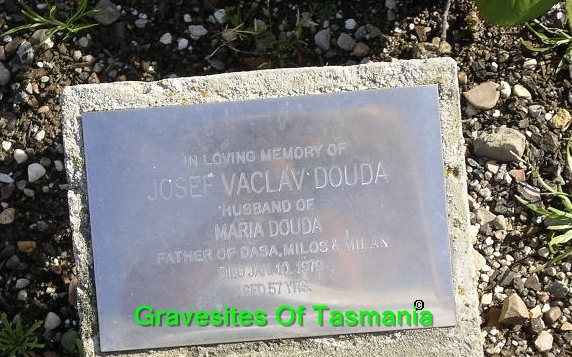 IN LOVING MEMORY OF
JOSEF VACLAV DOUDA
HUSBAND OF
MARIA DOUDA
FATHER OF DASA, MILOS & MILAN
DIED JAN. 10. 1979
AGED 57 YRS.
Gravesites Of Tasmania ©